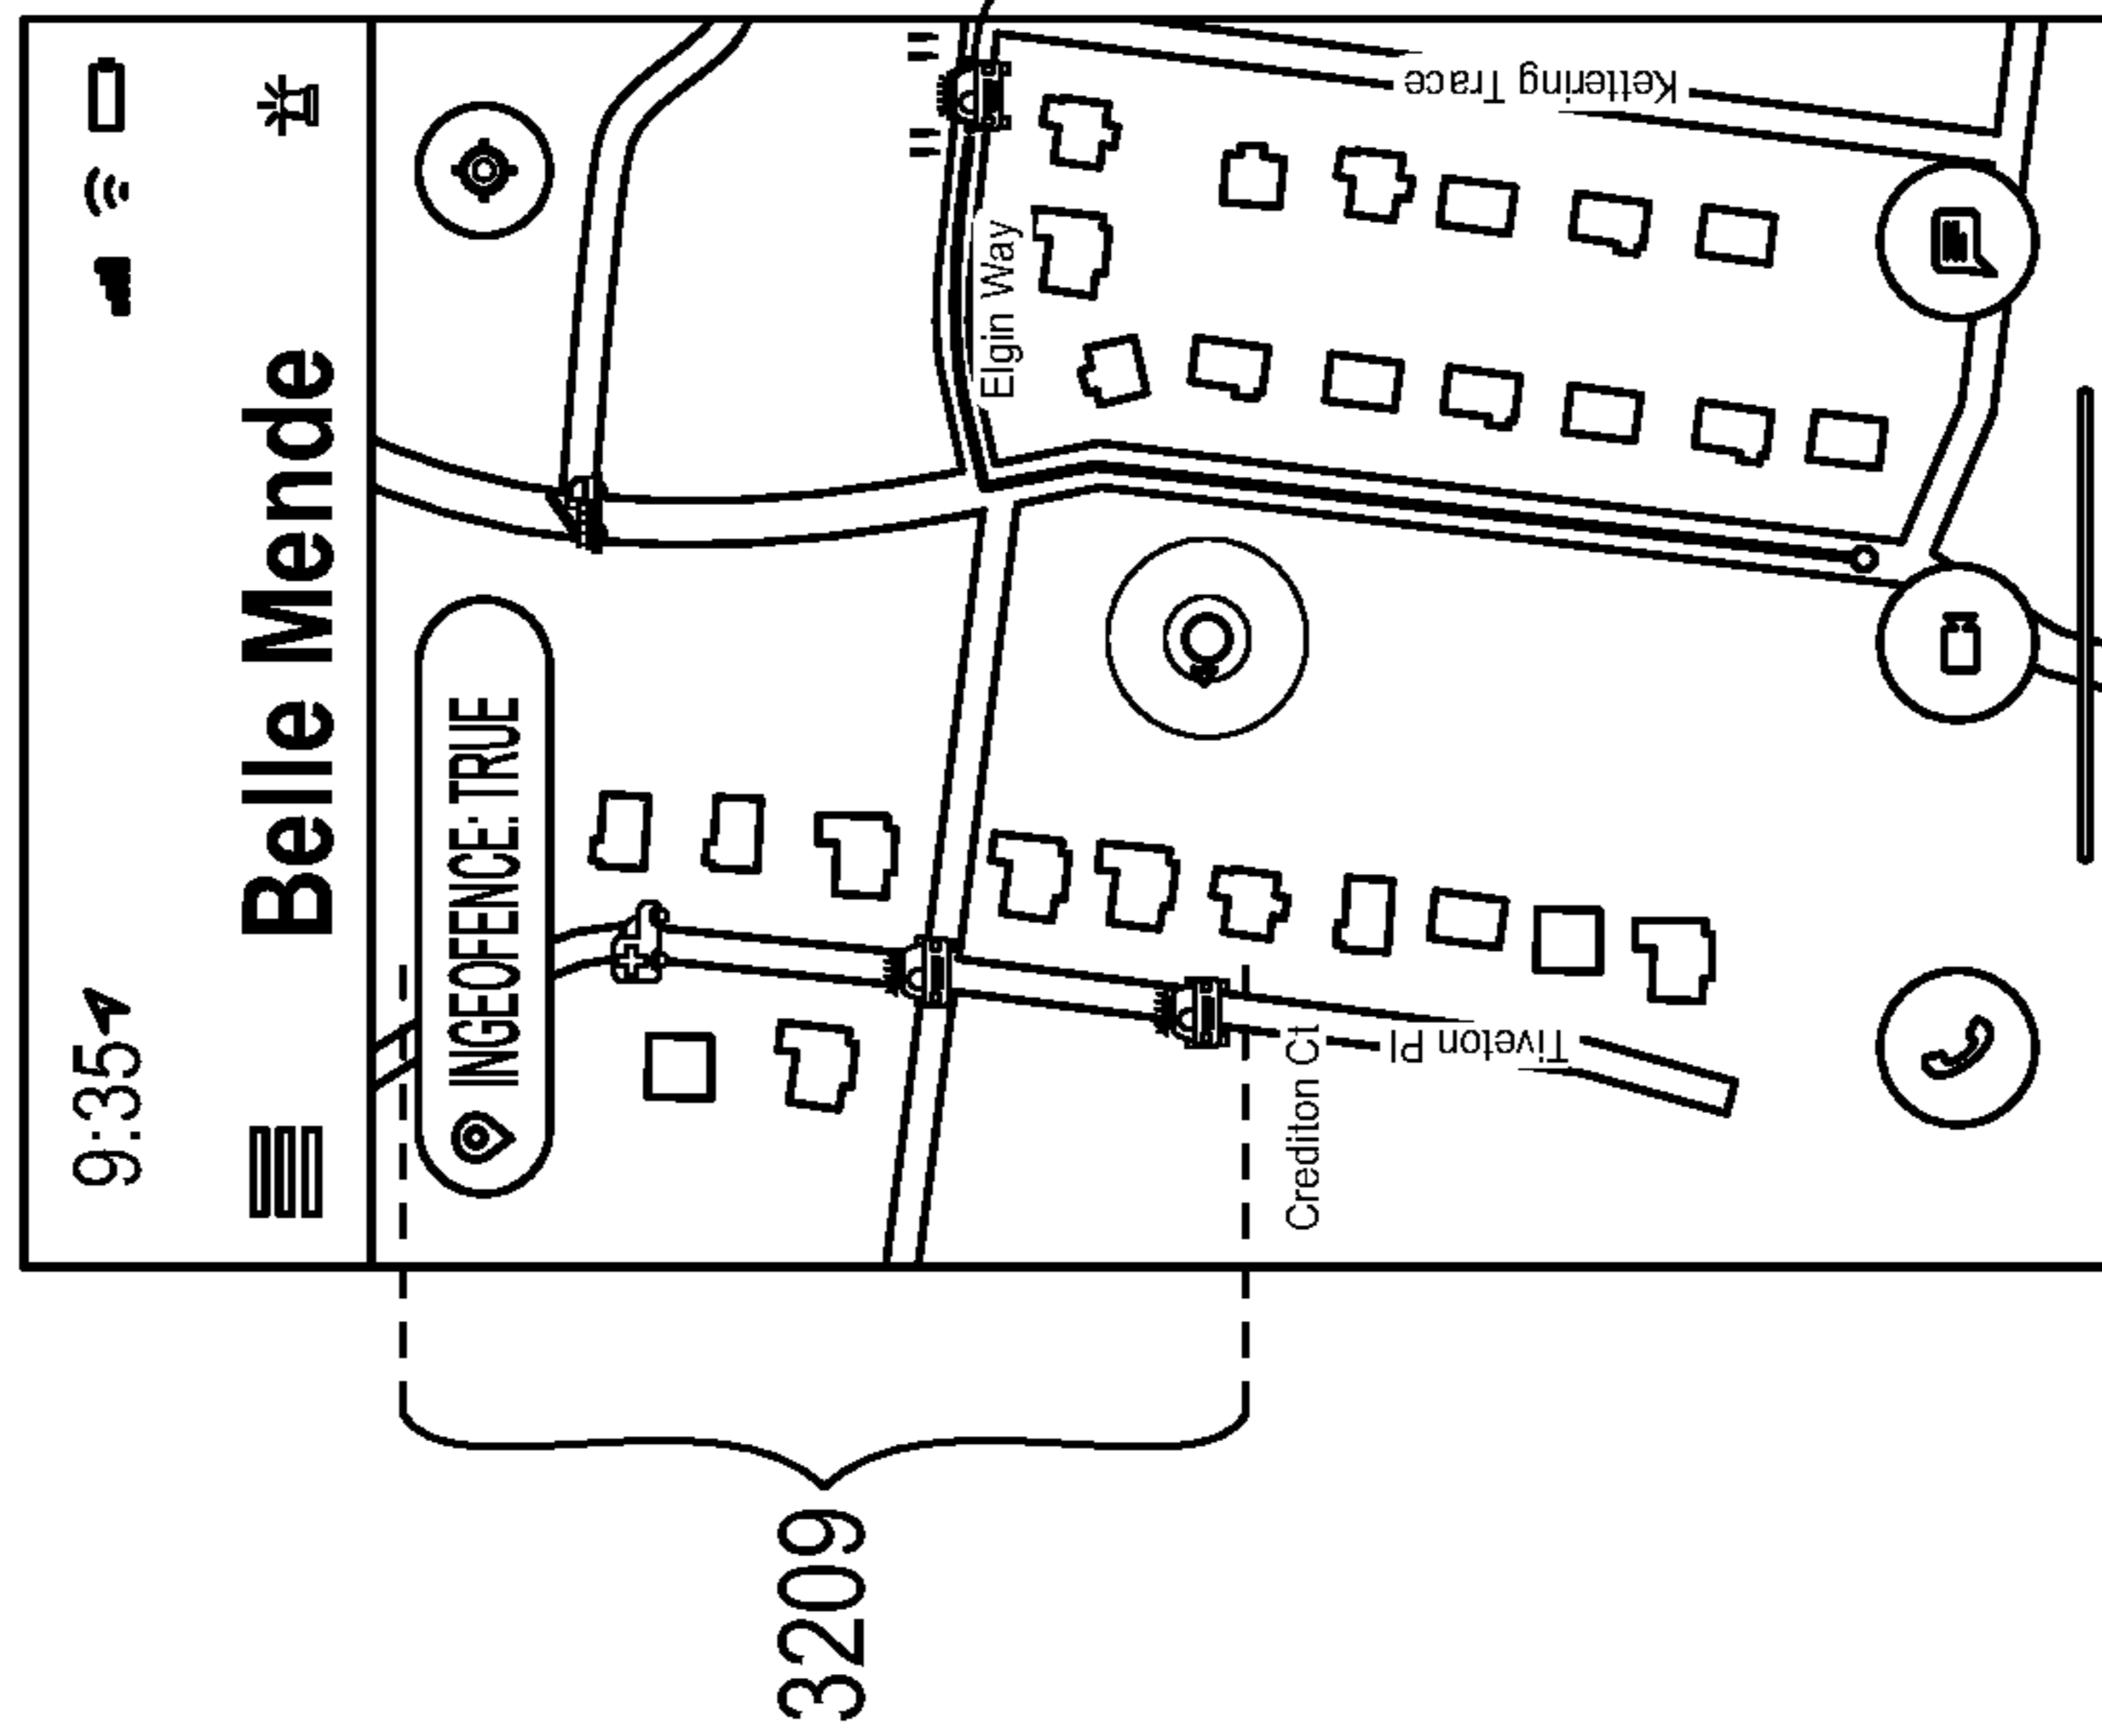 9:35
Belle Mende
INGEOFENCE: TRUE
Elgin Way
Kettering Trace
Crediton Ct
Tiveton Pl
3209